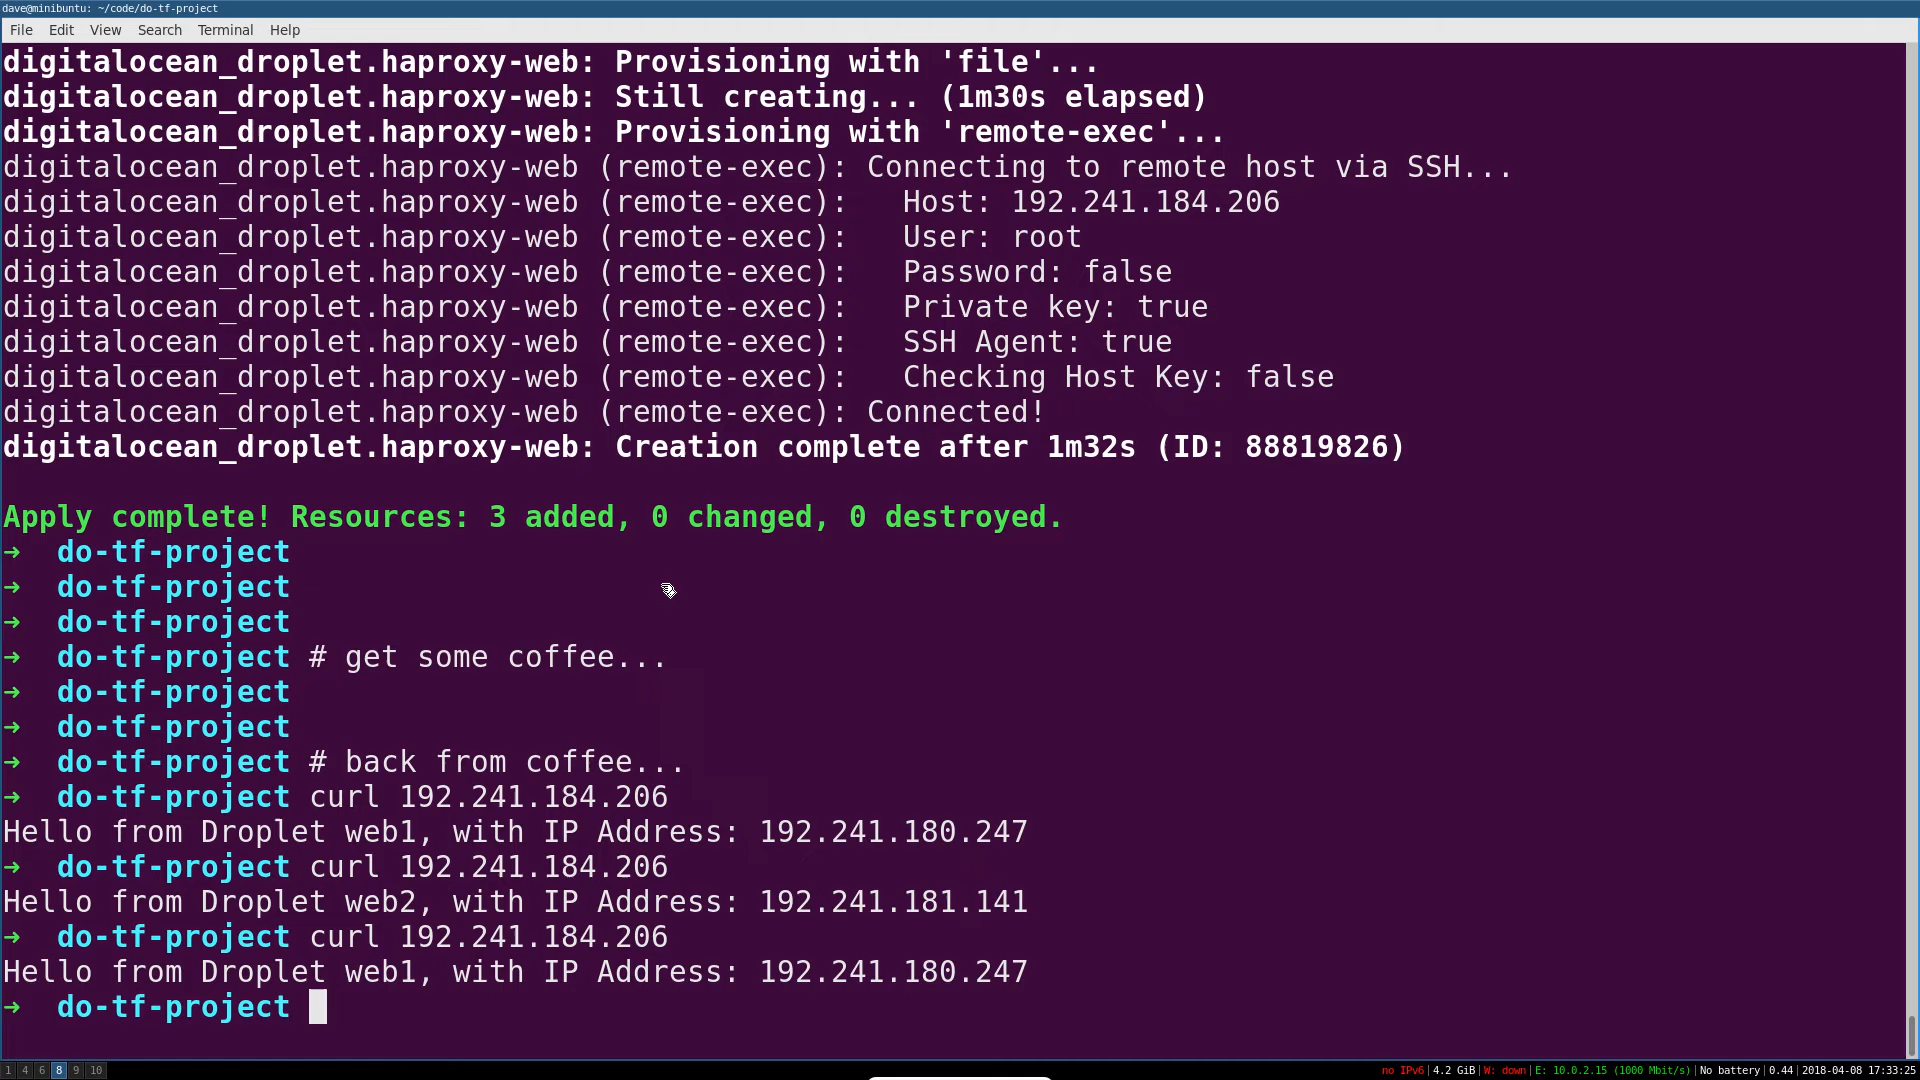 dave@minibuntu: ~/code/do-tf-project
File Edit View Search Terminal Help
digitalocean_droplet.haproxy-web: Provisioning with 'file'...
digitalocean_droplet.haproxy-web: Still creating... (1m30s elapsed)
digitalocean_droplet.haproxy-web: Provisioning with 'remote-exec'...
digitalocean_droplet.haproxy-web (remote-exec): Connecting to remote host via SSH...
digitalocean_droplet.haproxy-web (remote-exec):   Host: 192.241.184.206
digitalocean_droplet.haproxy-web (remote-exec):   User: root
digitalocean_droplet.haproxy-web (remote-exec):   Password: false
digitalocean_droplet.haproxy-web (remote-exec):   Private key: true
digitalocean_droplet.haproxy-web (remote-exec):   SSH Agent: true
digitalocean_droplet.haproxy-web (remote-exec):   Checking Host Key: false
digitalocean_droplet.haproxy-web (remote-exec): Connected!
digitalocean_droplet.haproxy-web: Creation complete after 1m32s (ID: 88819826)
Apply complete! Resources: 3 added, 0 changed, 0 destroyed.
→  do-tf-project
→  do-tf-project
→  do-tf-project
→  do-tf-project # get some coffee...
→  do-tf-project
→  do-tf-project
→  do-tf-project # back from coffee...
→  do-tf-project curl 192.241.184.206
Hello from Droplet web1, with IP Address: 192.241.180.247
→  do-tf-project curl 192.241.184.206
Hello from Droplet web2, with IP Address: 192.241.181.141
→  do-tf-project curl 192.241.184.206
Hello from Droplet web1, with IP Address: 192.241.180.247
→  do-tf-project
1 4 6 8 9 10 no IPv6|4.2 GiB|W: down|E: 10.0.2.15 (1000 Mbit/s)|No battery|0.44|2018-04-08 17:33:25